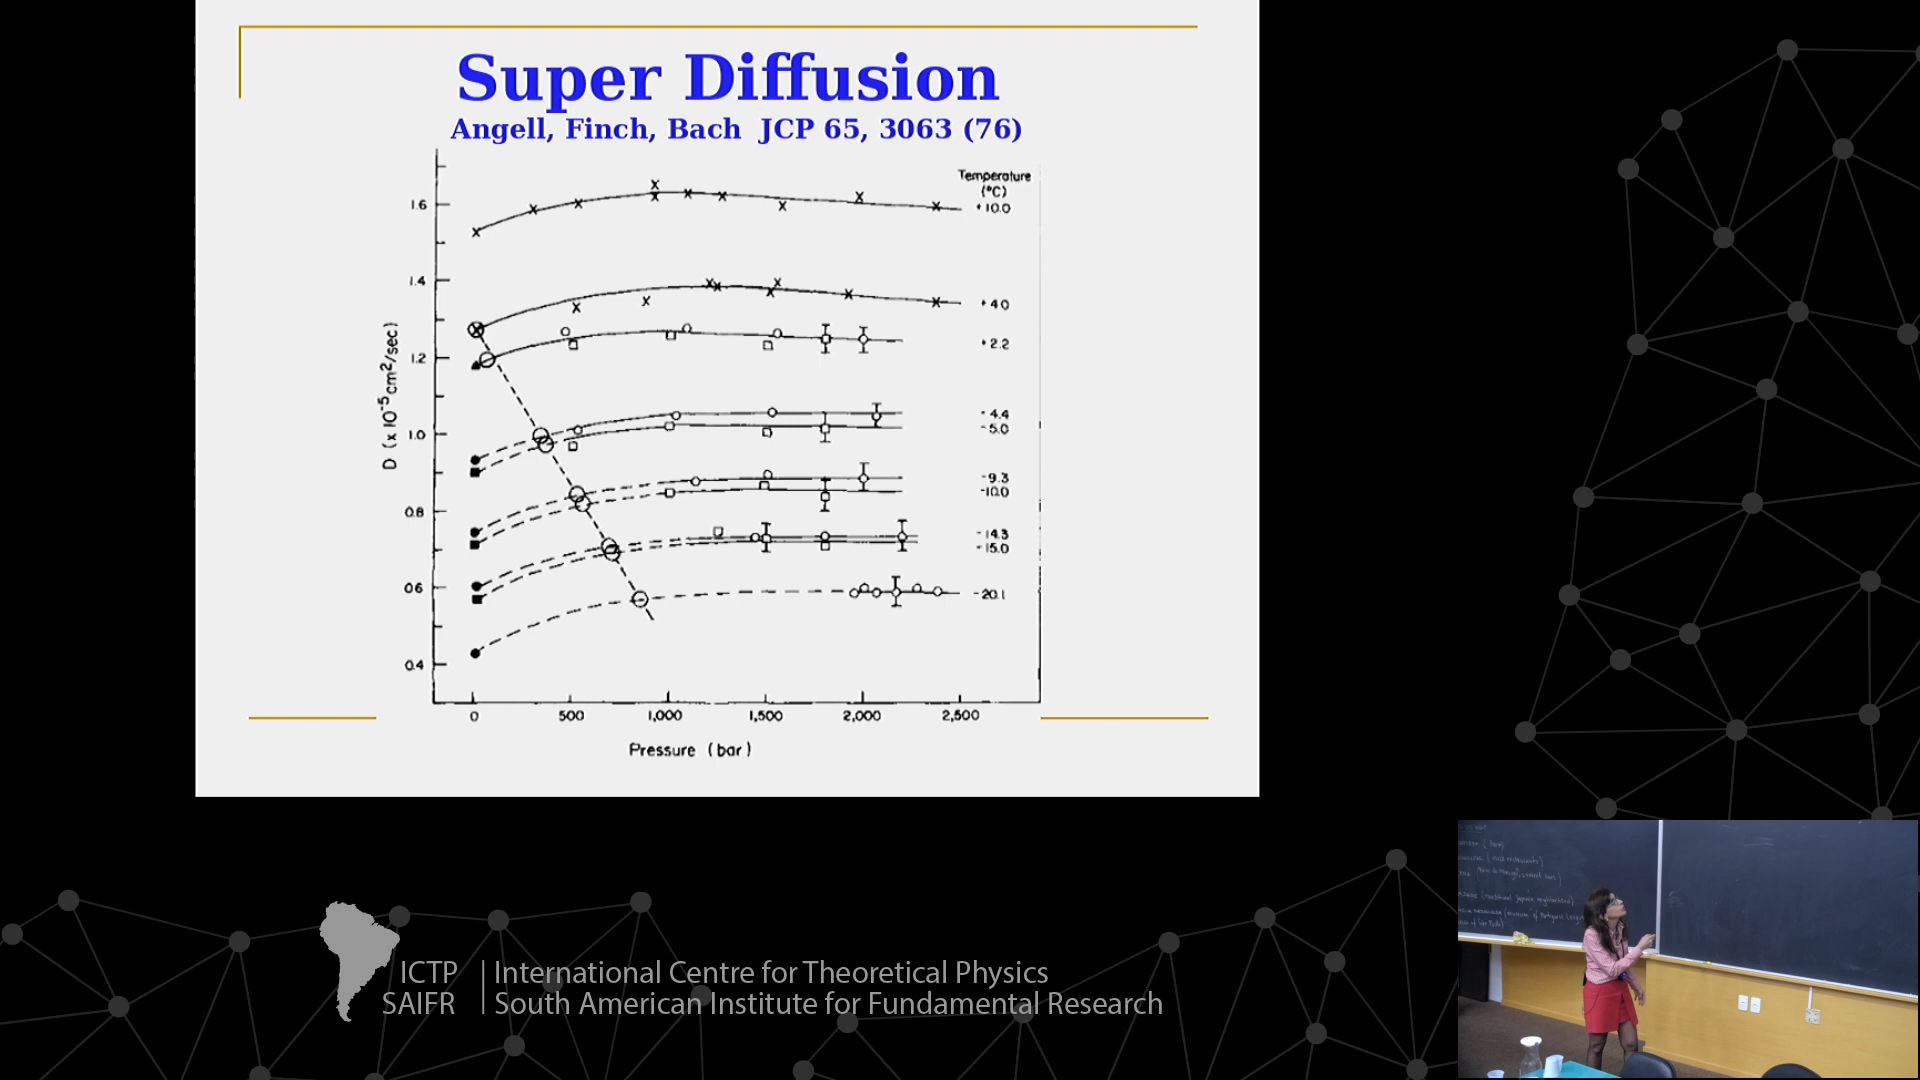 Super Diffusion
Angell, Finch, Bach JCP 65, 3063 (76)
Temperature
(°C)
+10.0
1.6
1.4
+4.0
+2.2
1.2
D (x 10-5 cm2/sec)
-4.4
1.0
-5.0
-9.3
-10.0
0.8
-14.3
-15.0
0.6
-20.1
0.4
0 500 1,000 1,500 2,000 2,500
Pressure (bar)
ICTP International Centre for Theoretical Physics
SAIFR South American Institute for Fundamental Research